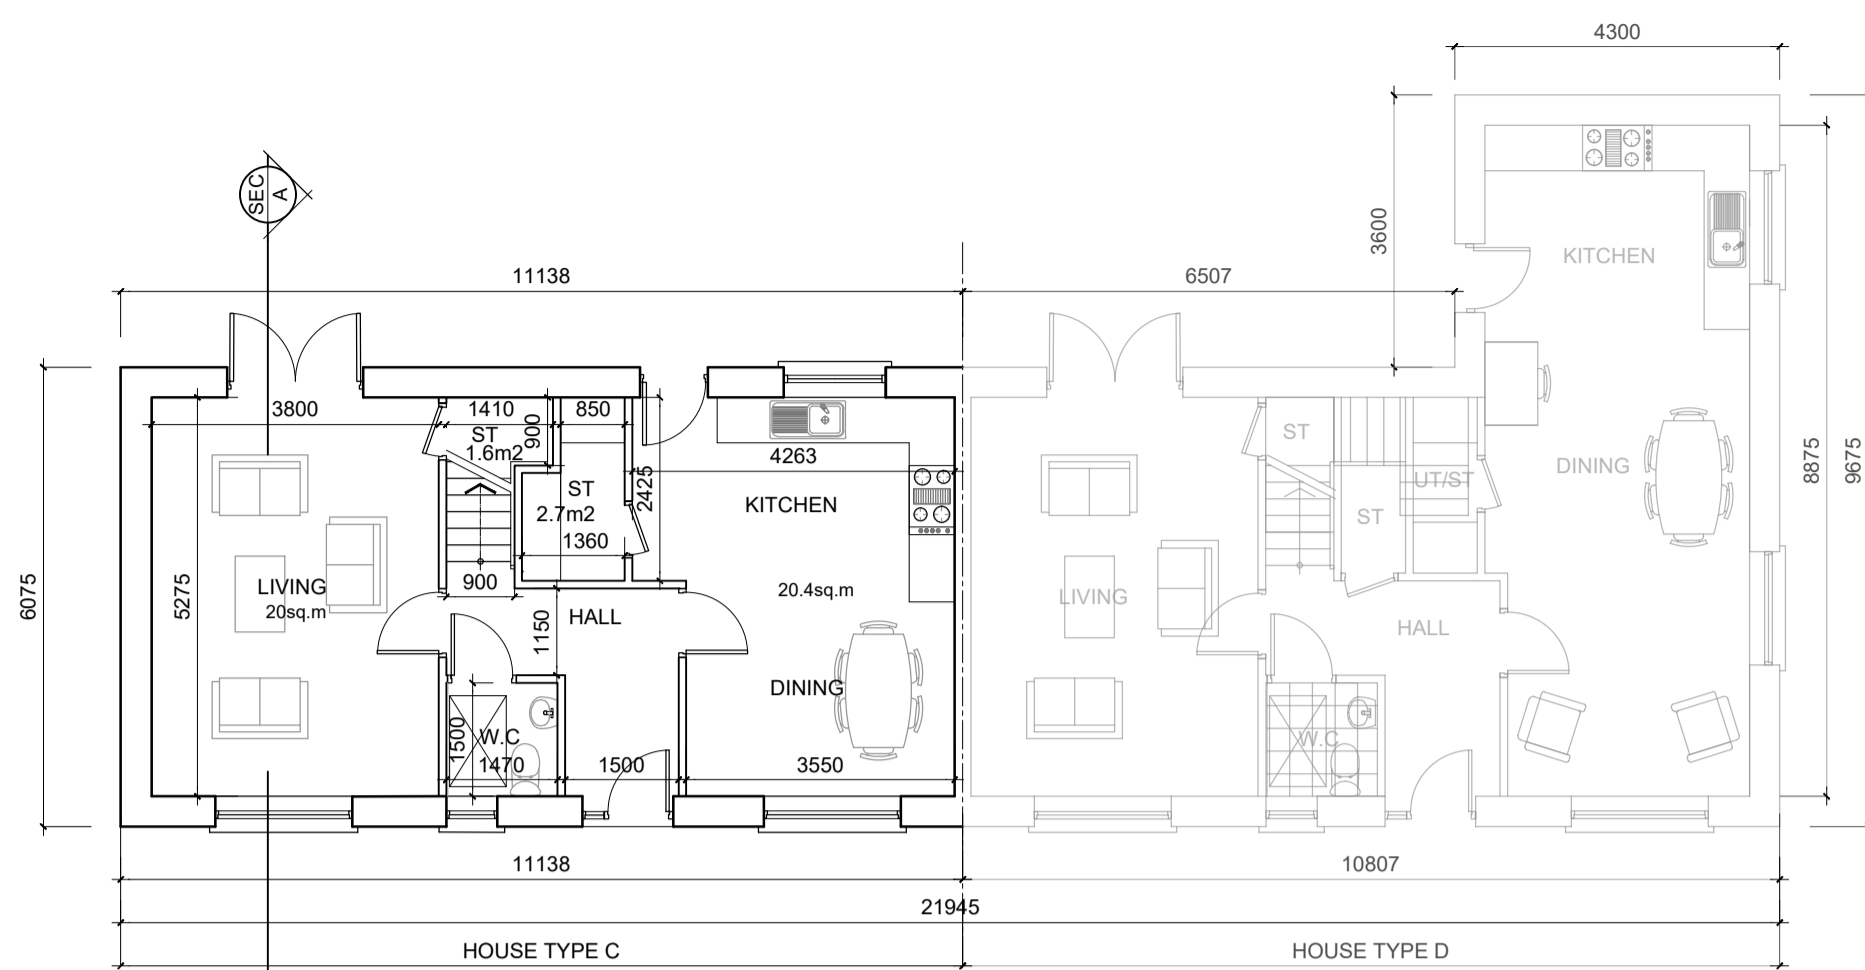 4300
SEC
A
3600
KITCHEN
11138
6507
3800
1410
850
900
ST
1.6m2
4263
2425
ST
2.7m2
KITCHEN
1360
ST
DINING
UT/ST
ST
8875
9675
6075
5275
LIVING
20sq.m
900
HALL
1150
20.4sq.m
LIVING
HALL
DINING
1500
W.C
1470
1500
3550
W.C
11138
10807
21945
HOUSE TYPE C
HOUSE TYPE D